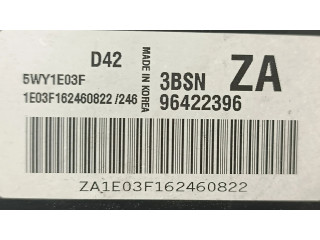 D42
5WY1E03F
1E03F162460822 /246
MADE IN KOREA
3BSN ZA
96422396
ZA1E03F162460822